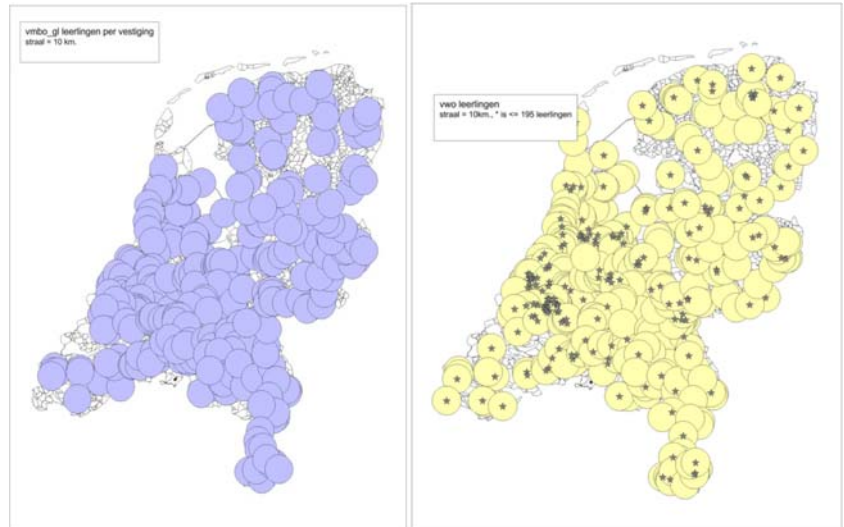 vmbo_gl leerlingen per vestiging
straal = 10 km.
vwo leerlingen
straal = 10km., * is <= 195 leerlingen